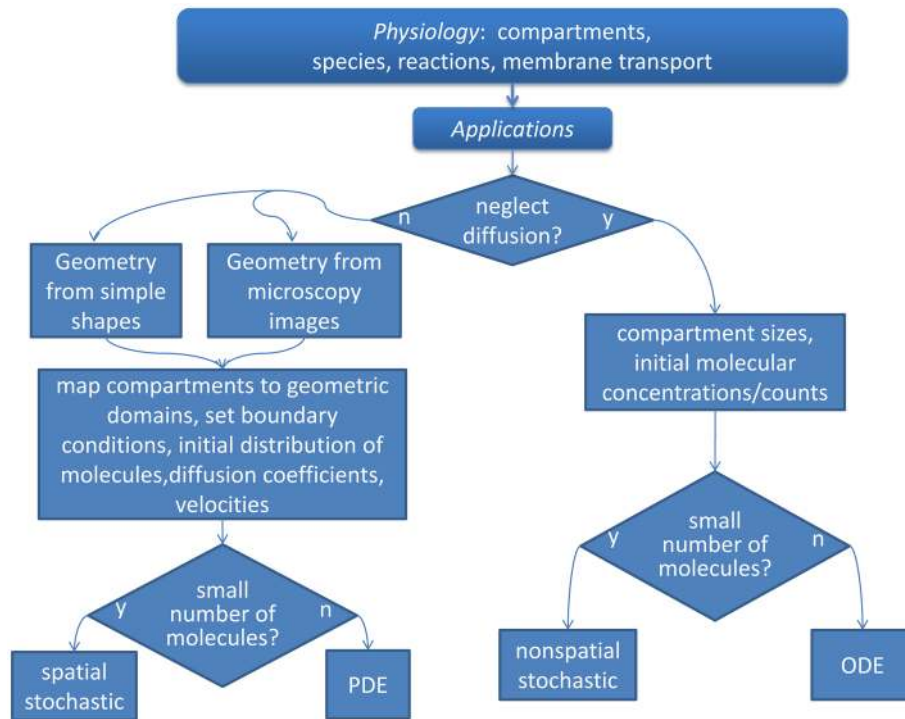 Physiology: compartments,
species, reactions, membrane transport
Applications
n
neglect
diffusion?
y
Geometry
from simple
shapes
Geometry from
microscopy
images
compartment sizes,
initial molecular
concentrations/counts
map compartments to geometric
domains, set boundary
conditions, initial distribution of
molecules,diffusion coefficients,
velocities
y
small
number of
molecules?
n
y
small
number of
molecules?
n
spatial
stochastic
PDE
nonspatial
stochastic
ODE